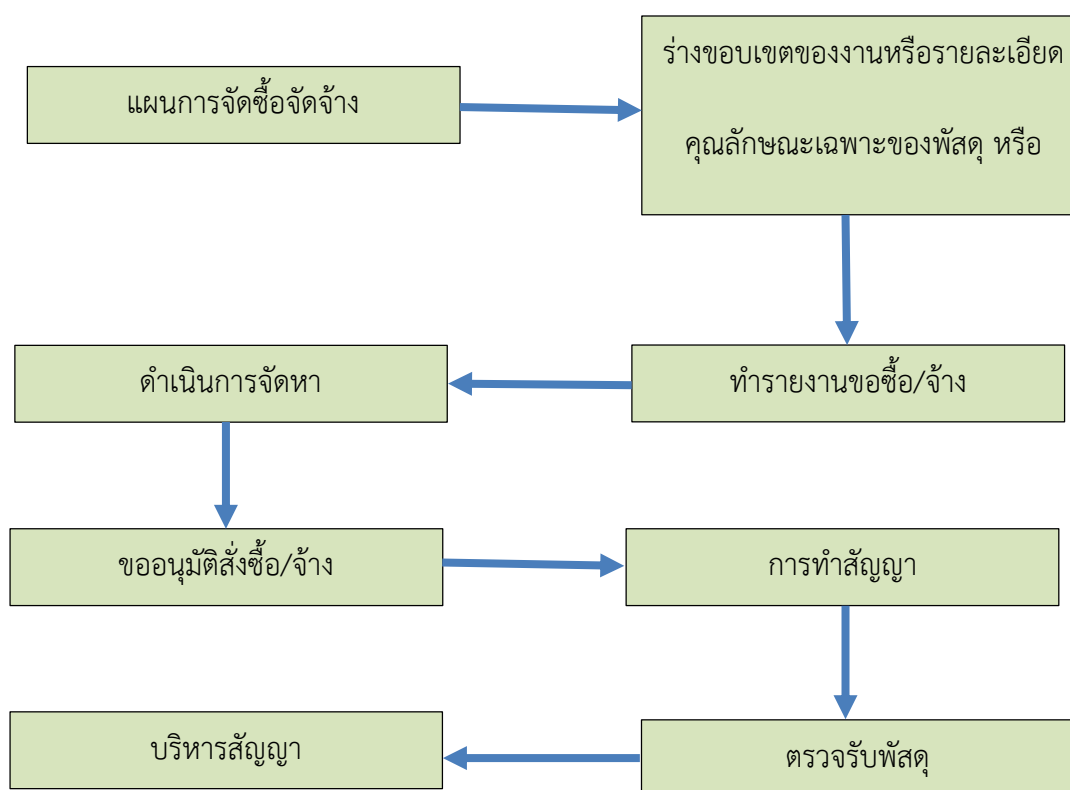 แผนการจัดซื้อจัดจ้าง
ร่างขอบเขตของงานหรือรายละเอียด
คุณลักษณะเฉพาะของพัสดุ หรือ
ทำรายงานขอซื้อ/จ้าง
ดำเนินการจัดหา
ขออนุมัติสั่งซื้อ/จ้าง
การทำสัญญา
ตรวจรับพัสดุ
บริหารสัญญา